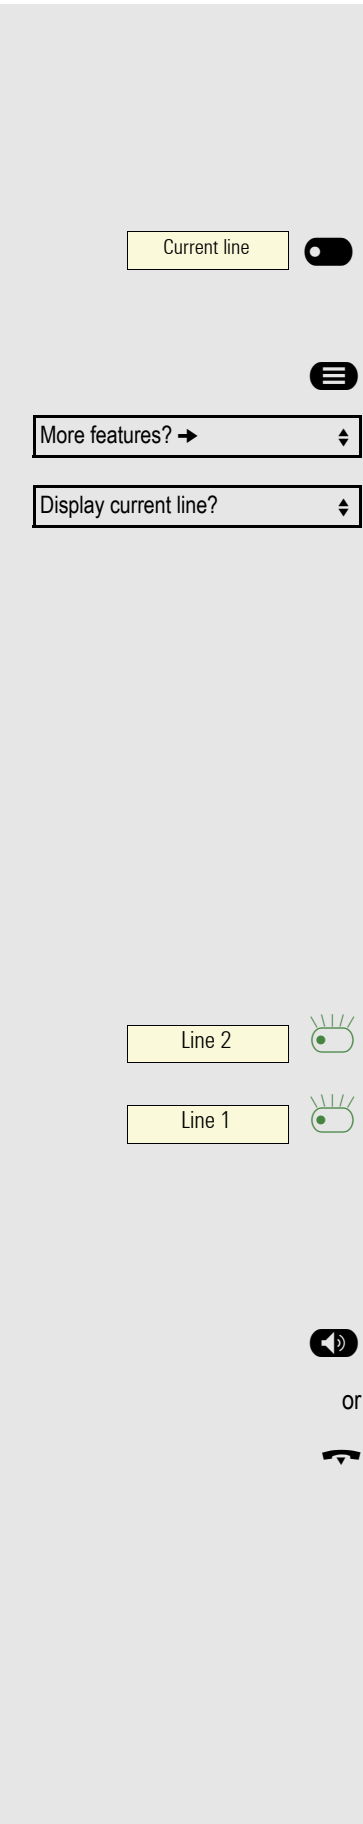 Current line
More features? →
Display current line?
Line 2
Line 1
or